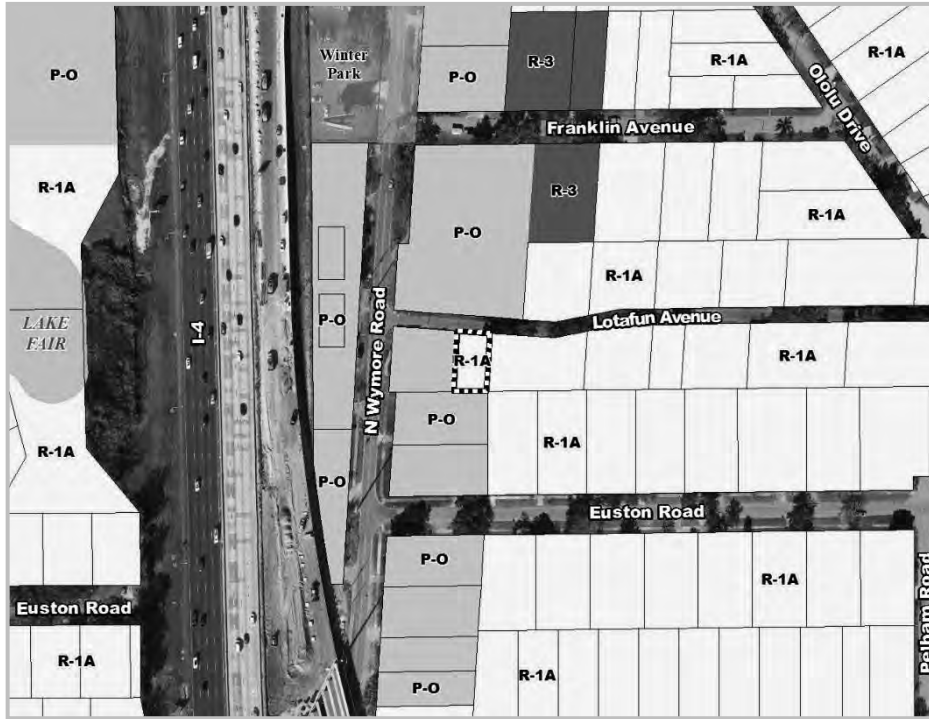 P-O
Winter
Park
P-O
R-3
R-1A
R-1A
Ololu Drive
Franklin Avenue
R-1A
R-3
R-1A
P-O
R-1A
LAKE
FAIR
I-4
P-O
N Wymore Road
Lotafun Avenue
R-1A
R-1A
R-1A
P-O
R-1A
P-O
Euston Road
P-O
R-1A
Euston Road
Pelham Road
R-1A
P-O
R-1A